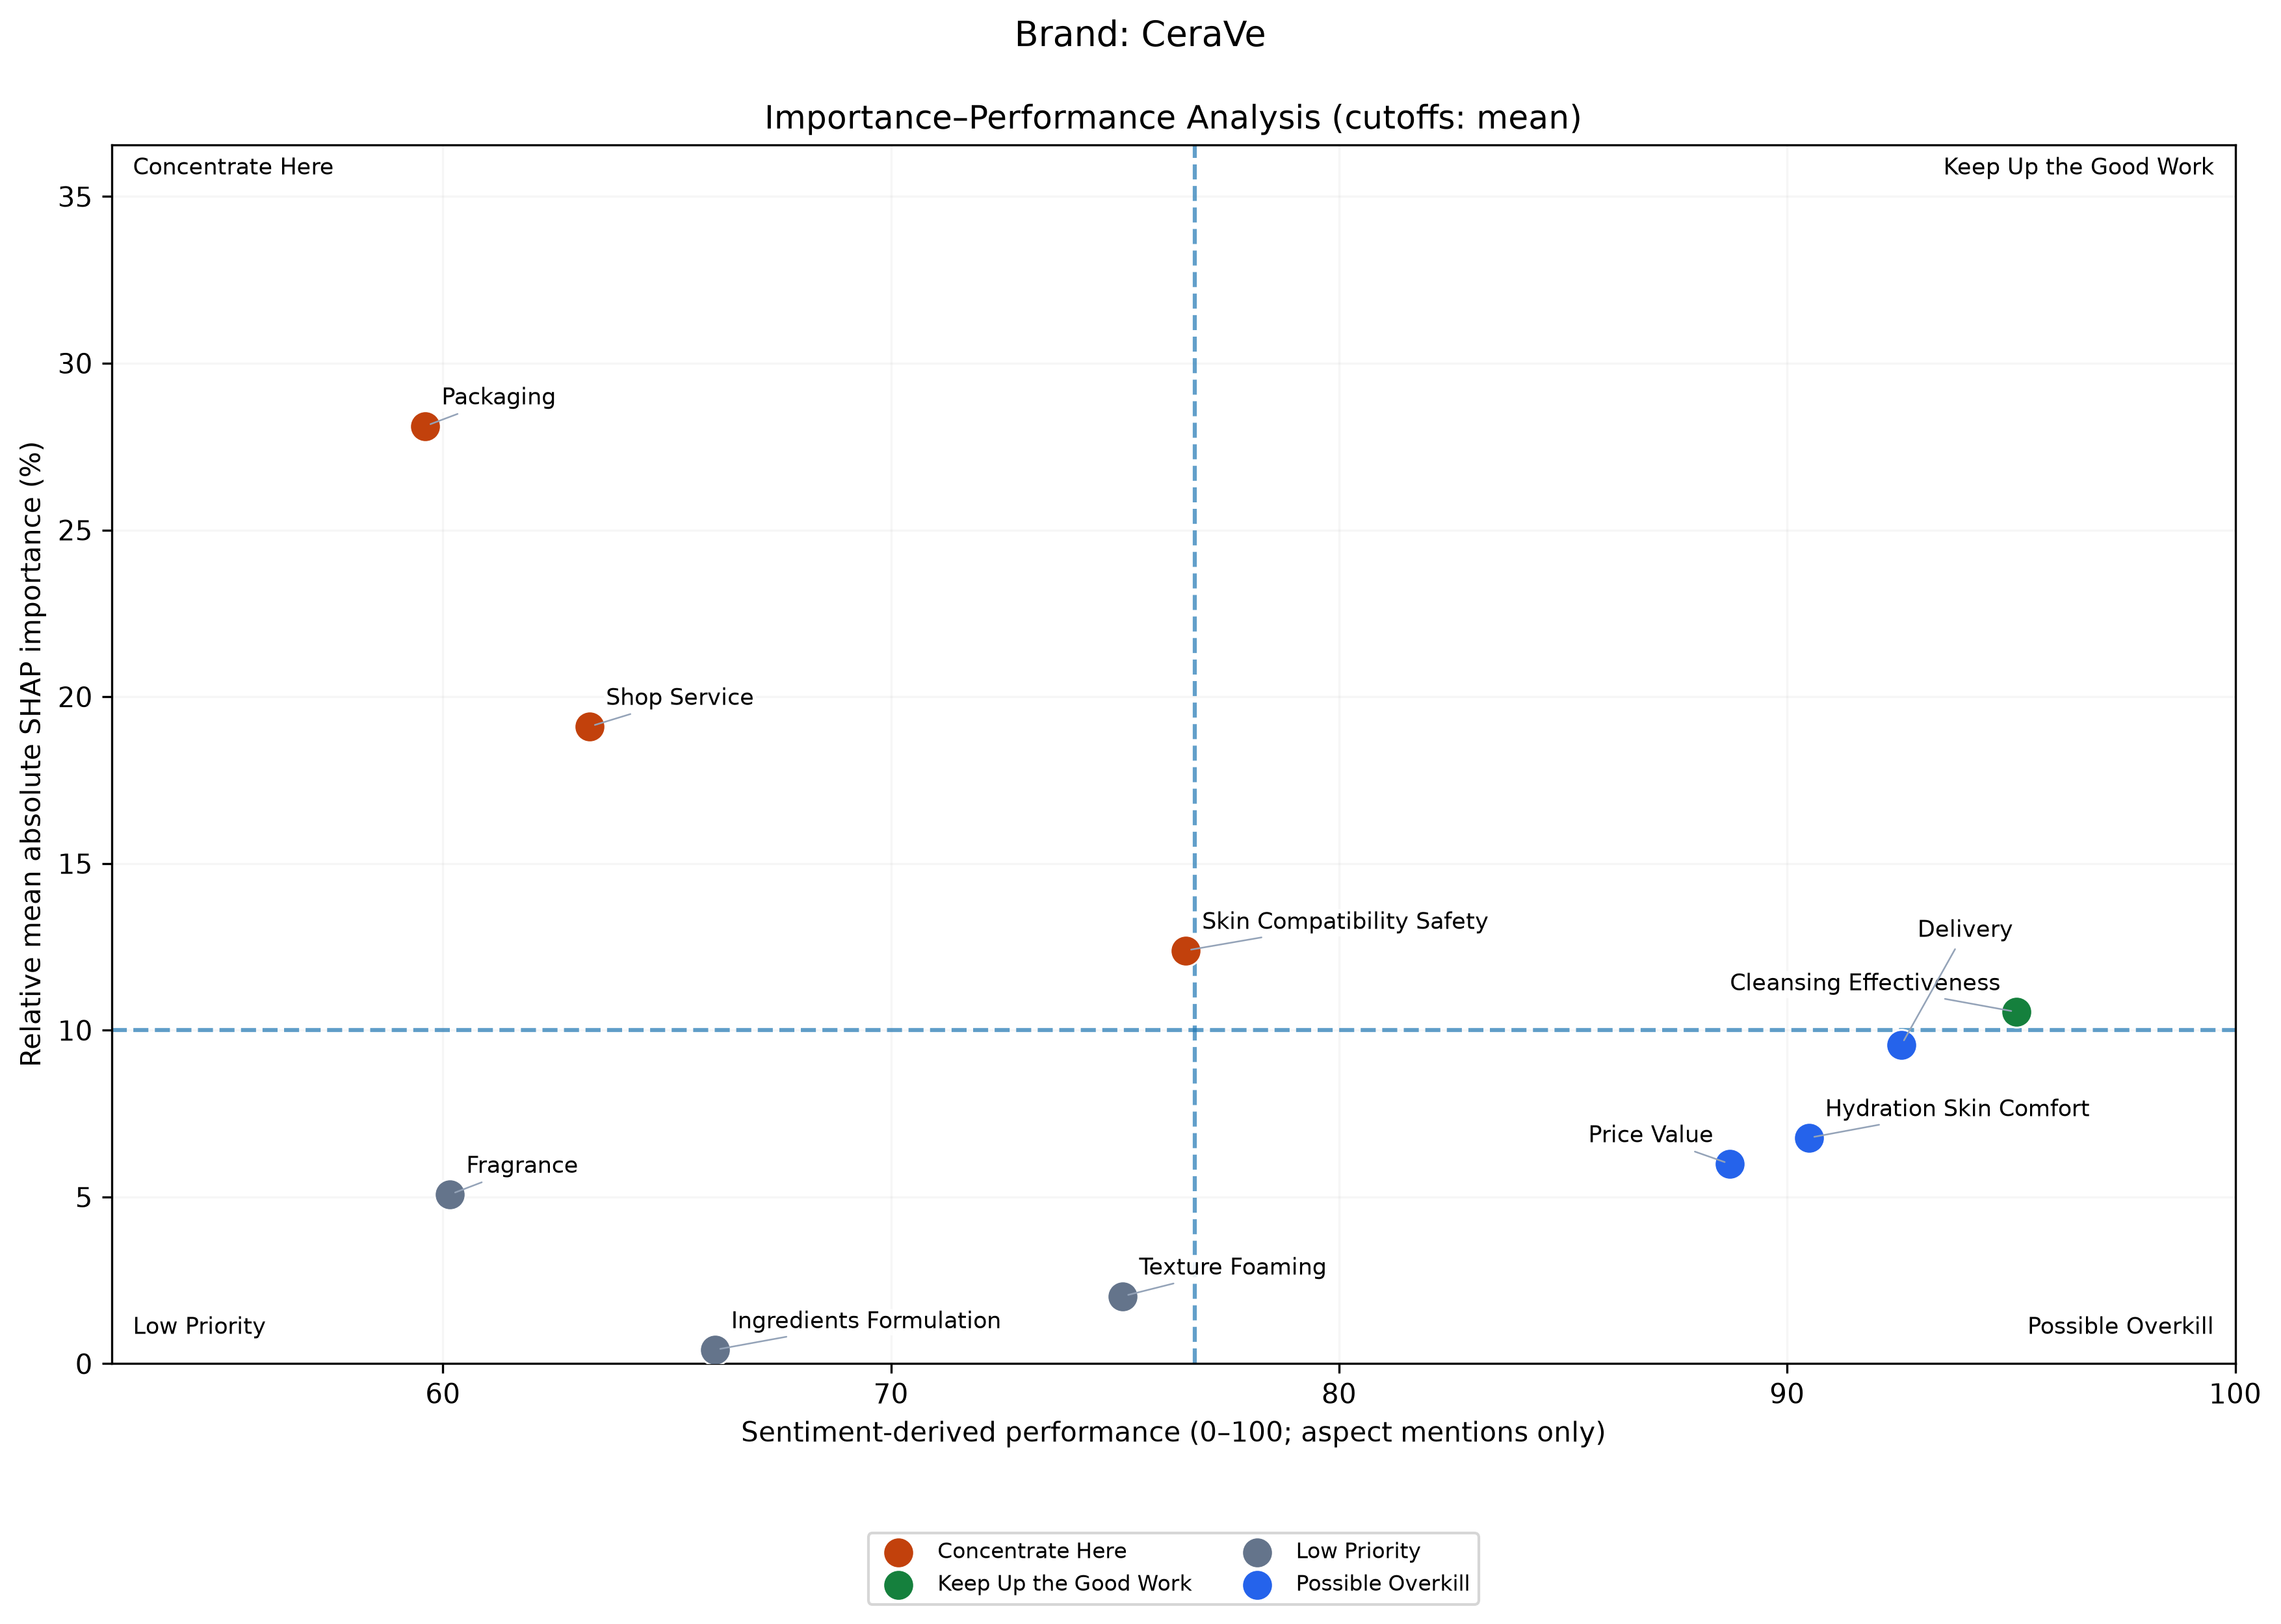 Brand: CeraVe
Importance–Performance Analysis (cutoffs: mean)
Concentrate Here
Keep Up the Good Work
35
30
25
20
15
10
5
0
Relative mean absolute SHAP importance (%)
Packaging
Shop Service
Skin Compatibility Safety
Delivery
Cleansing Effectiveness
Hydration Skin Comfort
Price Value
Fragrance
Texture Foaming
Ingredients Formulation
Low Priority
Possible Overkill
60
70
80
90
100
Sentiment-derived performance (0–100; aspect mentions only)
Concentrate Here
Keep Up the Good Work
Low Priority
Possible Overkill